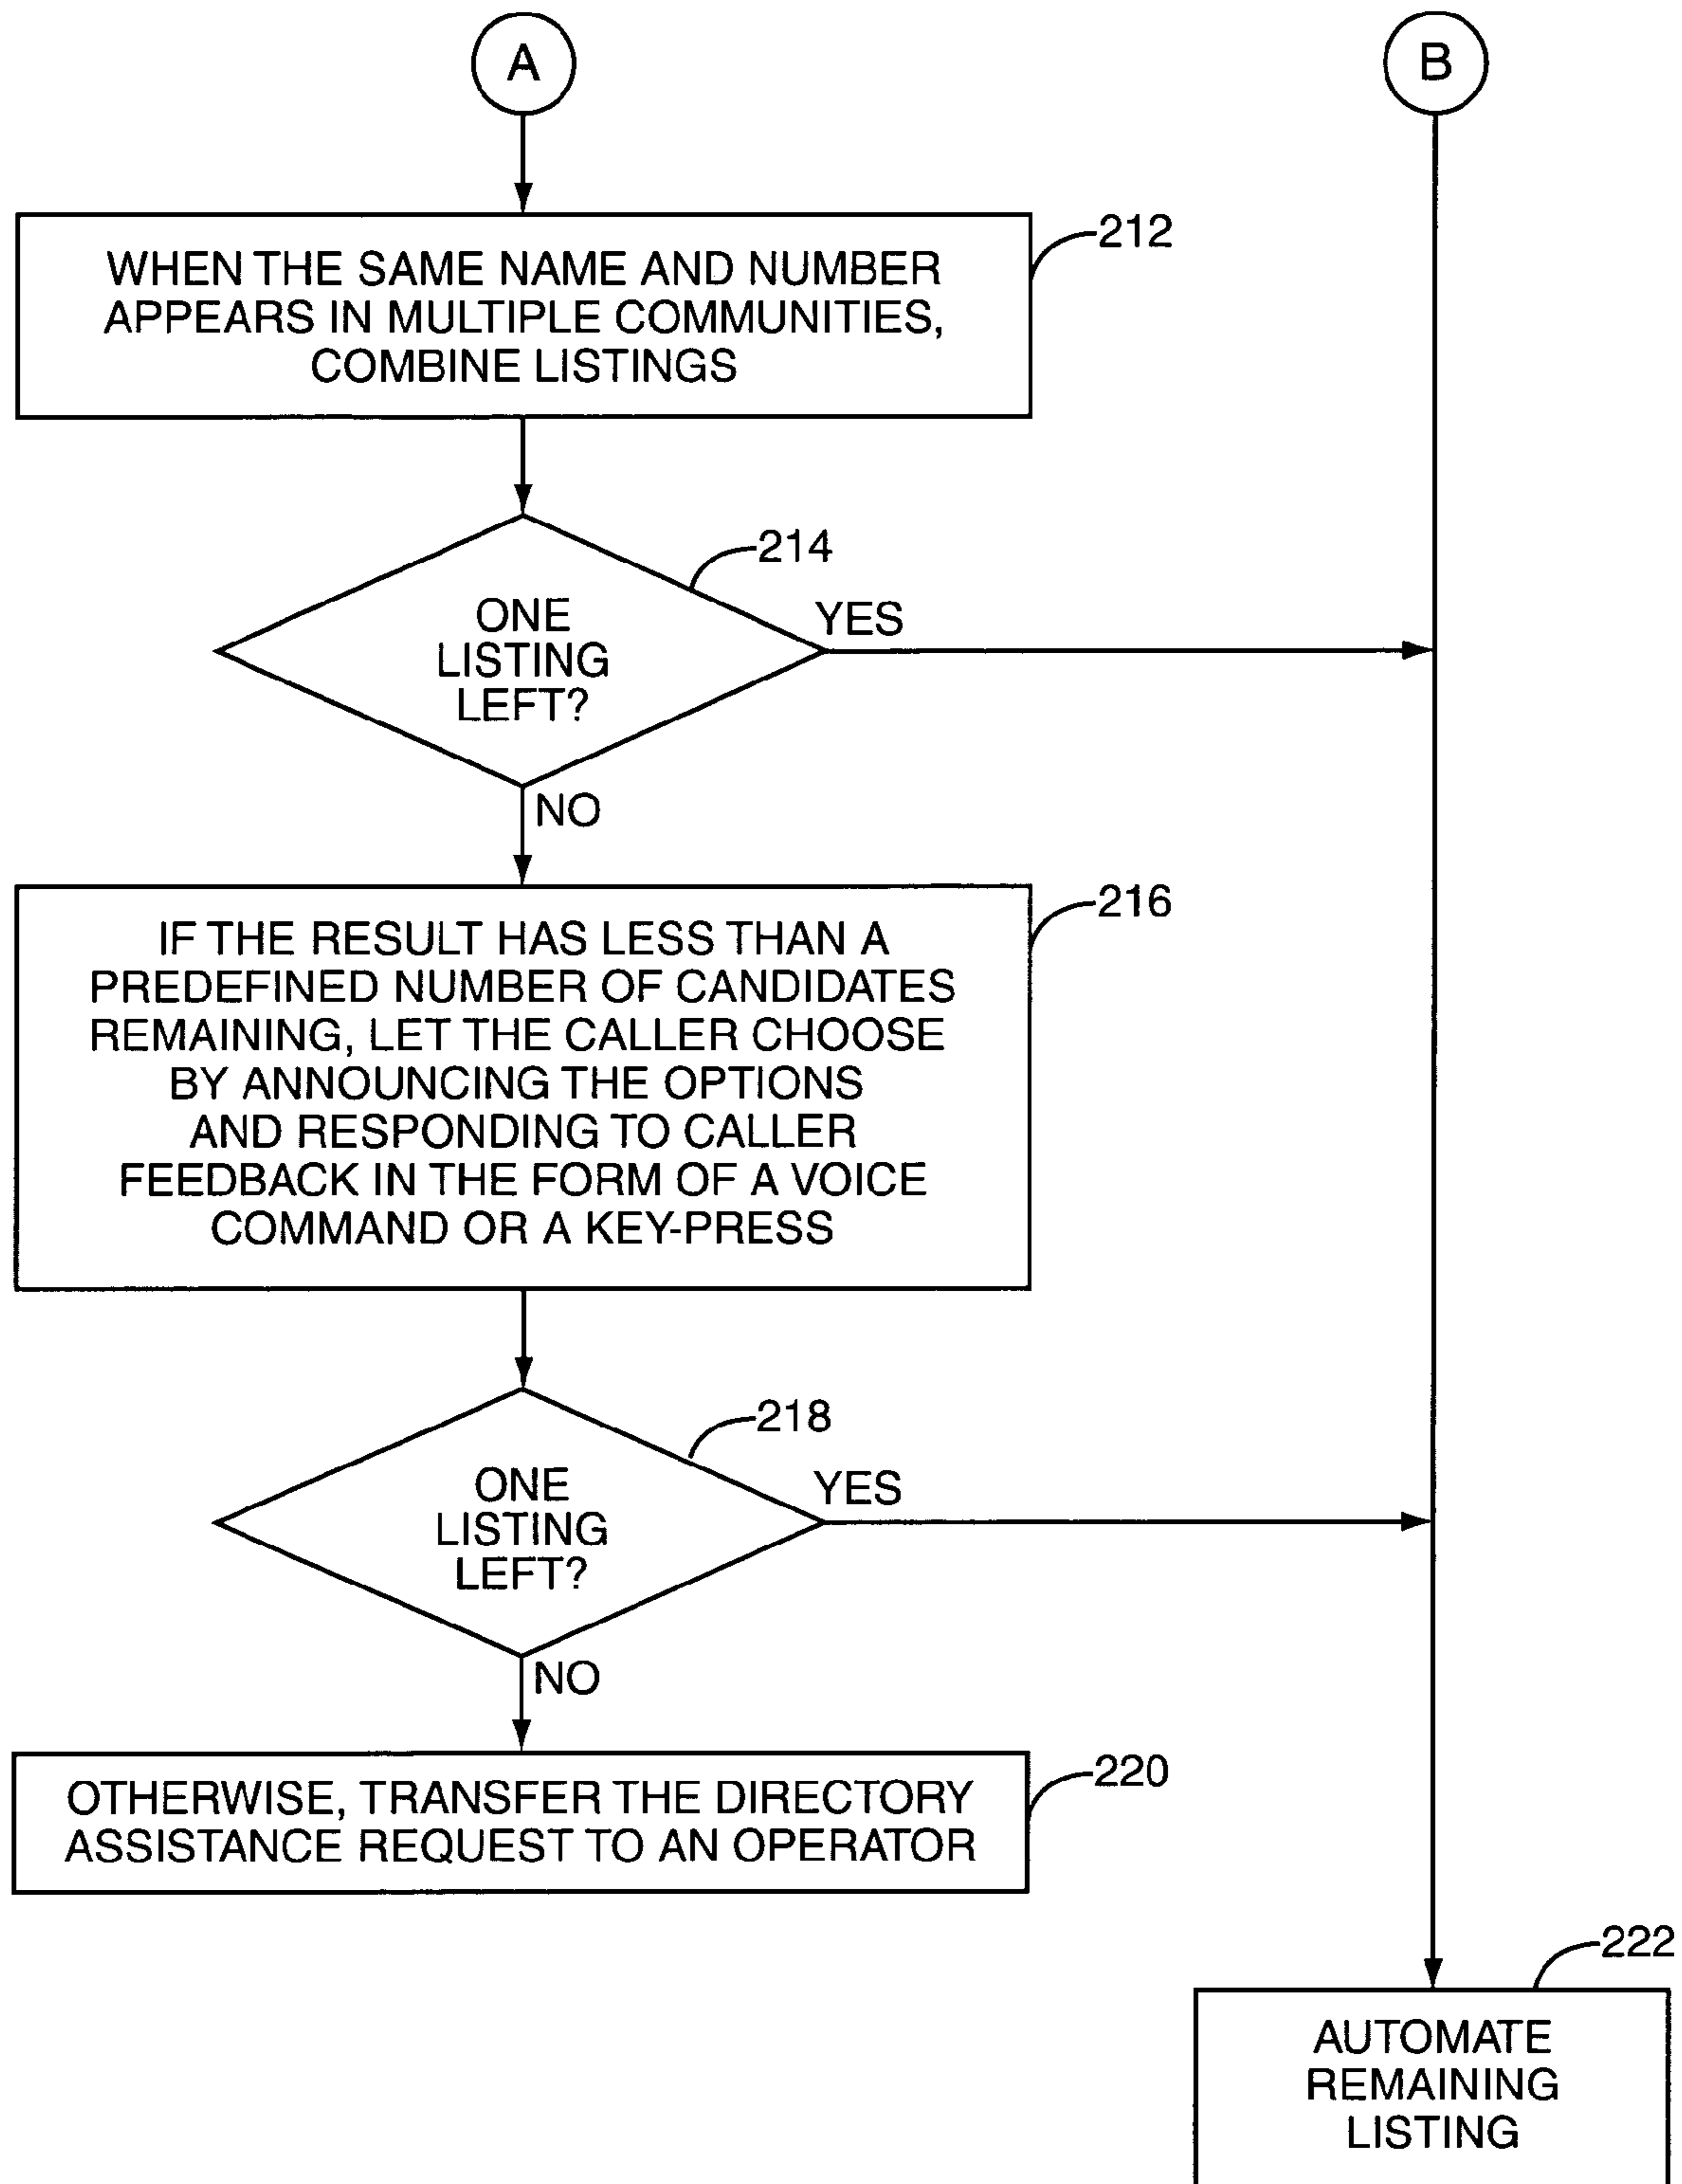 A
B
212
WHEN THE SAME NAME AND NUMBER
APPEARS IN MULTIPLE COMMUNITIES,
COMBINE LISTINGS
214
ONE
LISTING
LEFT?
YES
NO
216
IF THE RESULT HAS LESS THAN A
PREDEFINED NUMBER OF CANDIDATES
REMAINING, LET THE CALLER CHOOSE
BY ANNOUNCING THE OPTIONS
AND RESPONDING TO CALLER
FEEDBACK IN THE FORM OF A VOICE
COMMAND OR A KEY-PRESS
218
ONE
LISTING
LEFT?
YES
NO
220
OTHERWISE, TRANSFER THE DIRECTORY
ASSISTANCE REQUEST TO AN OPERATOR
222
AUTOMATE
REMAINING
LISTING